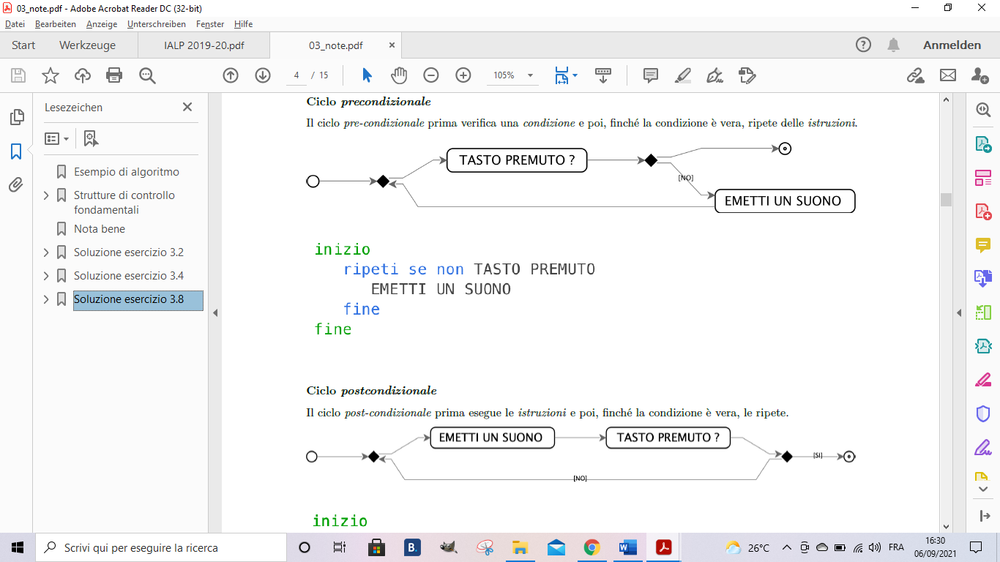 03_note.pdf - Adobe Acrobat Reader DC (32-bit)
Datei Bearbeiten Anzeige Unterschreiben Fenster Hilfe
Start Werkzeuge IALP 2019-20.pdf 03_note.pdf × Anmelden
4 / 15 105%
Lesezeichen
Esempio di algoritmo
Strutture di controllo
fondamentali
Nota bene
Soluzione esercizio 3.2
Soluzione esercizio 3.4
Soluzione esercizio 3.8
Ciclo precondizionale
Il ciclo pre-condizionale prima verifica una condizione e poi, finché la condizione è vera, ripete delle istruzioni.
TASTO PREMUTO ?
[NO]
EMETTI UN SUONO
inizio
ripeti se non TASTO PREMUTO
EMETTI UN SUONO
fine
fine
Ciclo postcondizionale
Il ciclo post-condizionale prima esegue le istruzioni e poi, finché la condizione è vera, le ripete.
EMETTI UN SUONO TASTO PREMUTO ?
[SI]
[NO]
inizio
Scrivi qui per eseguire la ricerca B. 26°C FRA 16:30
06/09/2021